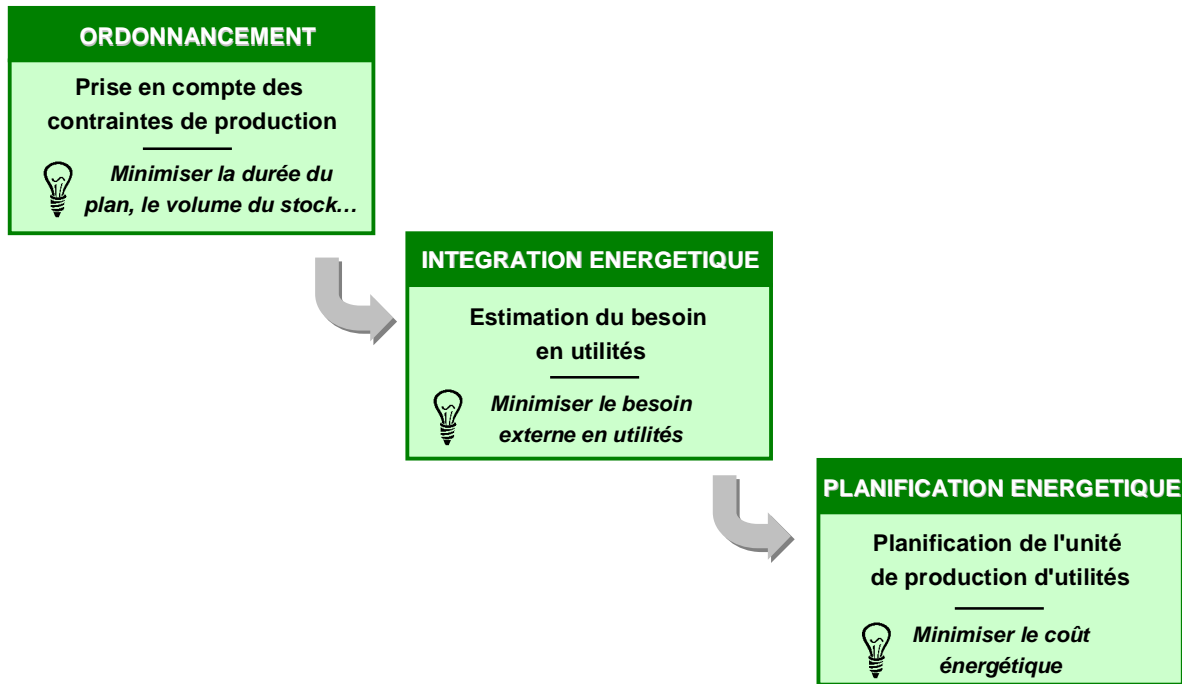 ORDONNANCEMENT
Prise en compte des
contraintes de production
Minimiser la durée du
plan, le volume du stock…
INTEGRATION ENERGETIQUE
Estimation du besoin
en utilités
Minimiser le besoin
externe en utilités
PLANIFICATION ENERGETIQUE
Planification de l'unité
de production d'utilités
Minimiser le coût
énergétique